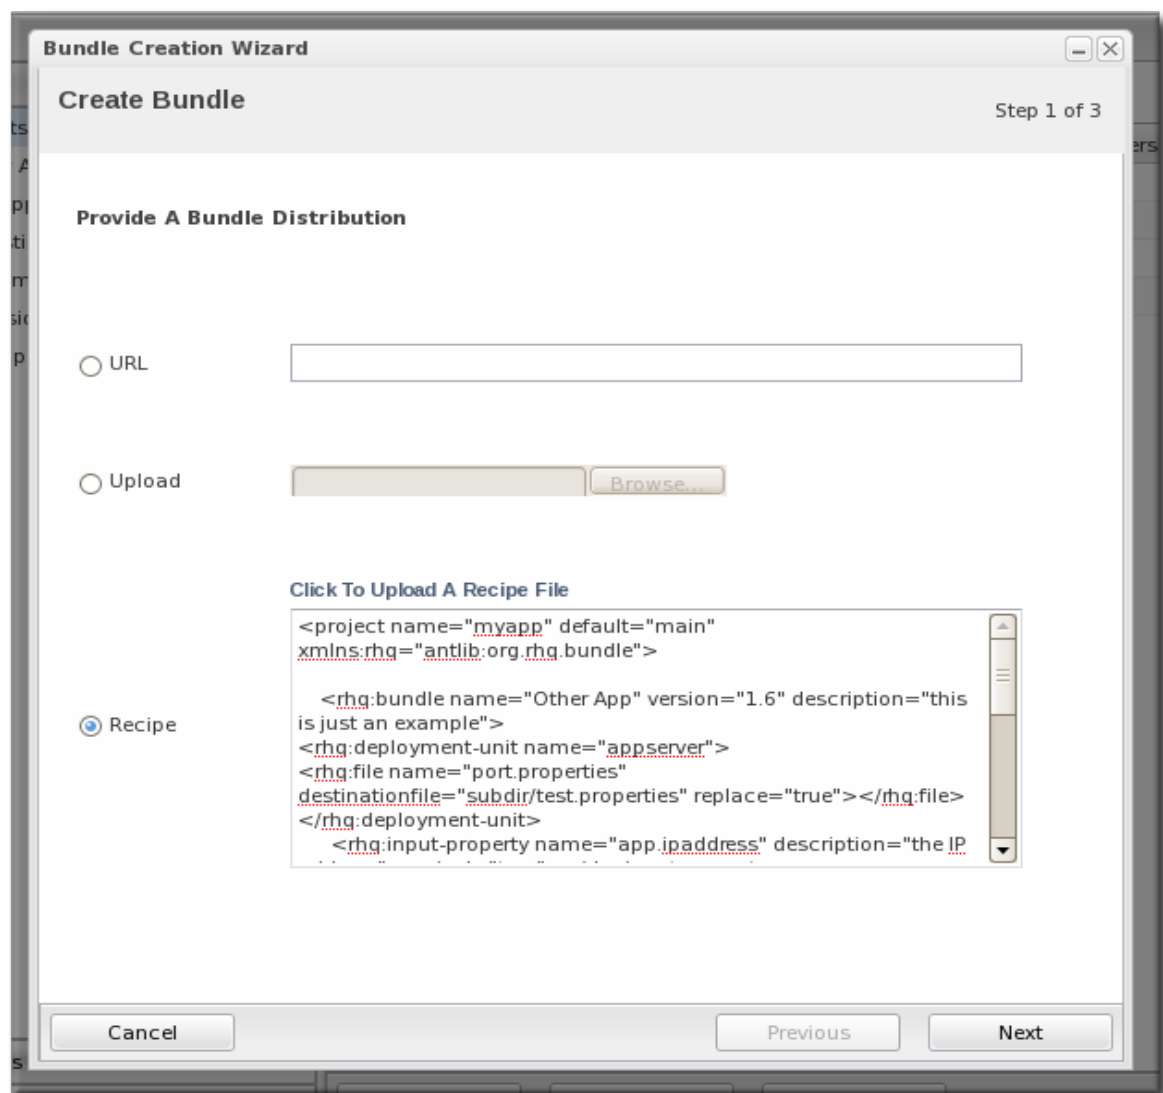 Bundle Creation Wizard
Create Bundle
Step 1 of 3
Provide A Bundle Distribution
URL
Upload
Browse...
Click To Upload A Recipe File
<project name="myapp" default="main"
xmlns:rhq="antlib:org.rhq.bundle">
<rhq:bundle name="Other App" version="1.6" description="this
is just an example">
Recipe
<rhq:deployment-unit name="appserver">
<rhq:file name="port.properties"
destinationfile="subdir/test.properties" replace="true"></rhq:file>
</rhq:deployment-unit>
<rhq:input-property name="app.ipaddress" description="the IP
Cancel
Previous
Next